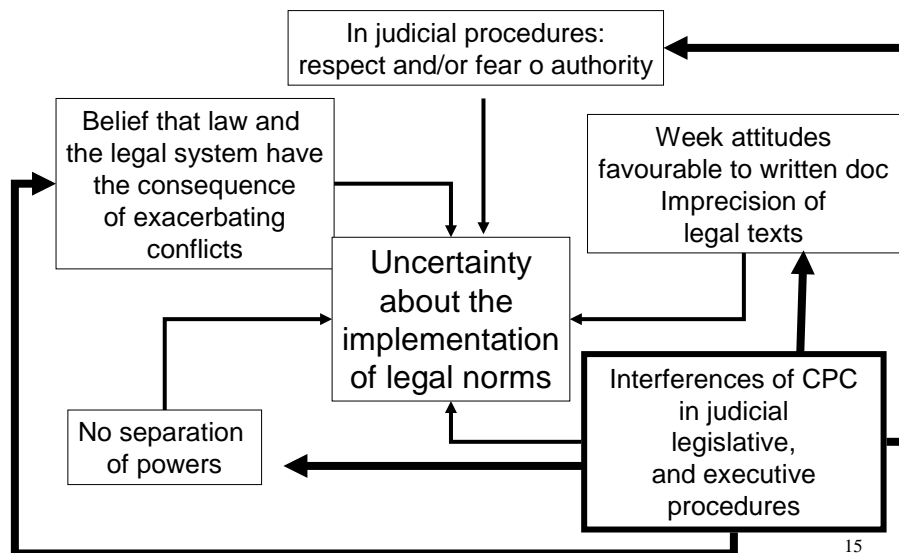 In judicial procedures:
respect and/or fear o authority
Belief that law and
the legal system have
the consequence
of exacerbating
conflicts
Week attitudes
favourable to written doc
Imprecision of
legal texts
Uncertainty
about the
implementation
of legal norms
No separation
of powers
Interferences of CPC
in judicial
legislative,
and executive
procedures
15